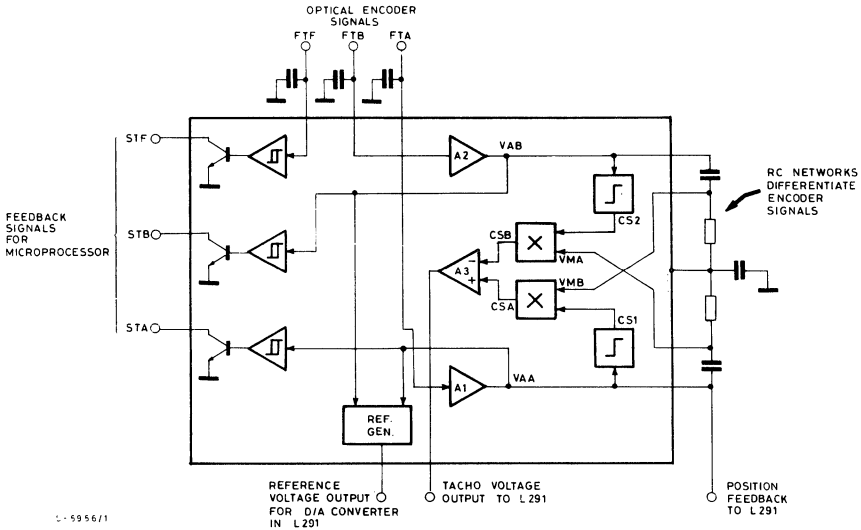 OPTICAL ENCODER
SIGNALS
FTF
FTB
FTA
STF
A2
VAB
RC NETWORKS
DIFFERENTIATE
ENCODER
SIGNALS
CS2
FEEDBACK
SIGNALS
FOR
MICROPROCESSOR
STB
CSB
VMA
A3
-
+
VMB
CSA
CS1
STA
A1
VAA
REF.
GEN.
REFERENCE
VOLTAGE OUTPUT
FOR D/A CONVERTER
IN L291
TACHO VOLTAGE
OUTPUT TO L291
POSITION
FEEDBACK
TO L291